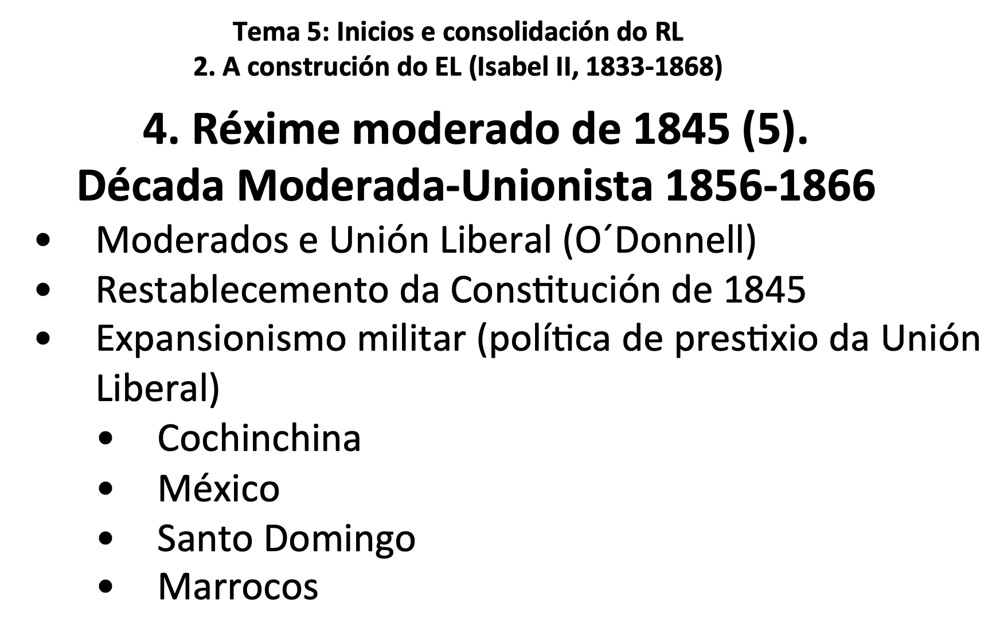 Tema 5: Inicios e consolidación do RL
2. A construción do EL (Isabel II, 1833-1868)
4. Réxime moderado de 1845 (5).
Década Moderada-Unionista 1856-1866
• Moderados e Unión Liberal (O´Donnell)
• Restablecemento da Constitución de 1845
• Expansionismo militar (política de prestixio da Unión
Liberal)
• Cochinchina
• México
• Santo Domingo
• Marrocos